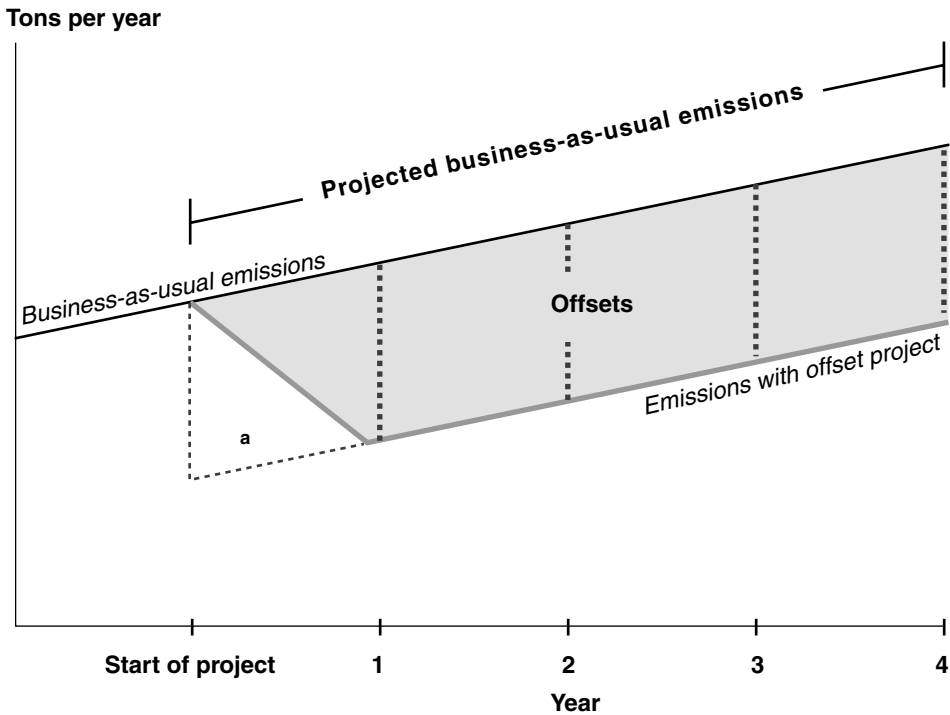 Tons per year
Projected business-as-usual emissions
Business-as-usual emissions
Offsets
Emissions with offset project
a
Start of project 1 2 3 4
Year